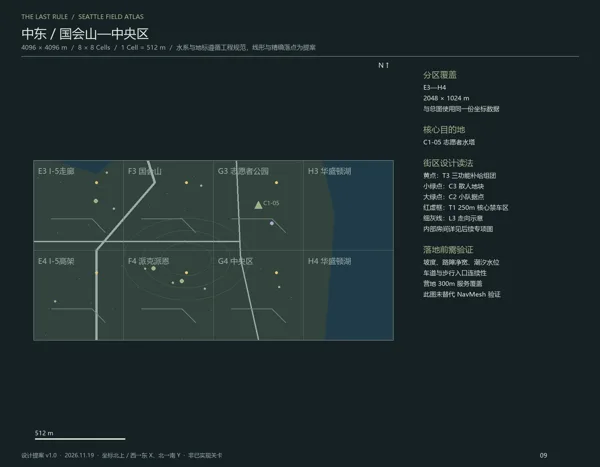 THE LAST RULE / SEATTLE FIELD ATLAS
中东 / 国会山—中央区
4096 × 4096 m / 8 × 8 Cells / 1 Cell = 512 m / 水系与地标遵循工程规范，线形与精确落点为提案
N↑
分区覆盖
E3—H4
2048 × 1024 m
与总图使用同一份坐标数据
核心目的地
C1-05 志愿者水塔
街区设计读法
黄点：T3 三功能补给组团
小绿点：C3 散人地块
大绿点：C2 小队据点
红虚框：T1 250m 核心禁车区
细灰线：L3 走向示意
内部房间详见后续专项图
落地前需验证
坡度、路障净宽、潮汐水位
车道与步行入口连续性
营地 300m 服务覆盖
此图未替代 NavMesh 验证
E3 I-5走廊
F3 国会山
G3 志愿者公园
H3 华盛顿湖
C1-05
E4 I-5高架
F4 派克派恩
G4 中央区
H4 华盛顿湖
512 m
设计提案 v1.0 · 2026.11.19 · 坐标北上 / 西→东 X、北→南 Y · 非已实现关卡
09